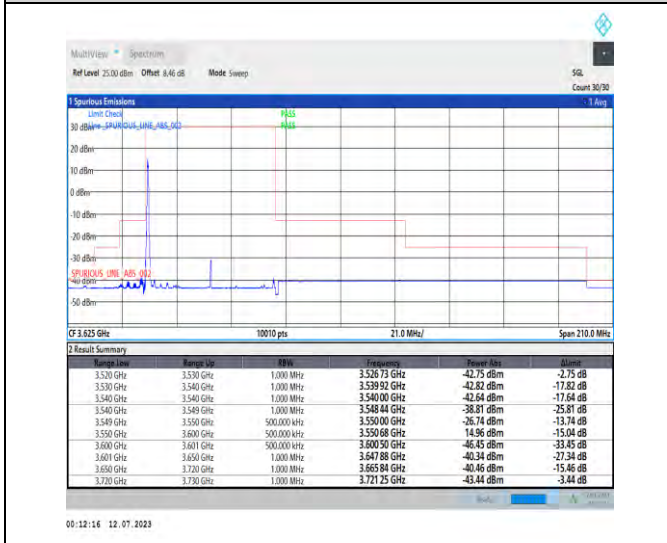 MultiView Spectrum
Ref Level 25.00 dBm Offset 8.46 dB Mode Sweep SGL
Count 30/30
1 Spurious Emissions 1 Avg
Limit Check PASS
30 dBm Line _SPURIOUS_LINE_ABS_002 PASS
20 dBm
10 dBm
0 dBm
-10 dBm
-20 dBm
-30 dBm
SPURIOUS_LINE_ABS_002
-40 dBm
-50 dBm
CF 3.625 GHz 10010 pts 21.0 MHz/ Span 210.0 MHz
2 Result Summary
Range Low Range Up RBW Frequency Power Abs ΔLimit
3.520 GHz 3.530 GHz 1.000 MHz 3.526 73 GHz -42.75 dBm -2.75 dB
3.530 GHz 3.540 GHz 1.000 MHz 3.539 92 GHz -42.82 dBm -17.82 dB
3.540 GHz 3.540 GHz 1.000 MHz 3.540 00 GHz -42.64 dBm -17.64 dB
3.540 GHz 3.549 GHz 1.000 MHz 3.548 44 GHz -38.81 dBm -25.81 dB
3.549 GHz 3.550 GHz 500.000 kHz 3.550 00 GHz -26.74 dBm -13.74 dB
3.550 GHz 3.600 GHz 500.000 kHz 3.550 68 GHz 14.96 dBm -15.04 dB
3.600 GHz 3.601 GHz 500.000 kHz 3.600 50 GHz -46.45 dBm -33.45 dB
3.601 GHz 3.650 GHz 1.000 MHz 3.647 88 GHz -40.34 dBm -27.34 dB
3.650 GHz 3.720 GHz 1.000 MHz 3.665 84 GHz -40.46 dBm -15.46 dB
3.720 GHz 3.730 GHz 1.000 MHz 3.721 25 GHz -43.44 dBm -3.44 dB
00:12:16 12.07.2023